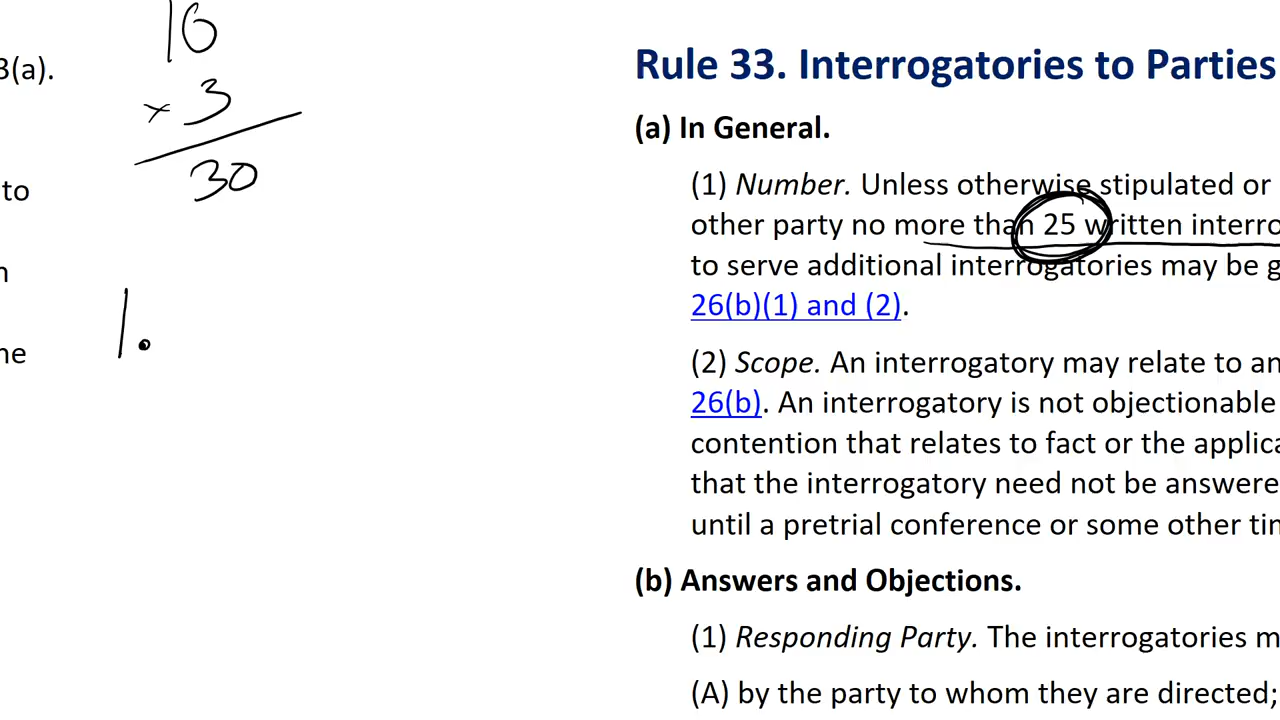 3(a).
to
n
he
10
× 3
30
1.
Rule 33. Interrogatories to Parties
(a) In General.
(1) Number. Unless otherwise stipulated or
other party no more than 25 written interro
to serve additional interrogatories may be g
26(b)(1) and (2).
(2) Scope. An interrogatory may relate to an
26(b). An interrogatory is not objectionable
contention that relates to fact or the applica
that the interrogatory need not be answere
until a pretrial conference or some other tin
(b) Answers and Objections.
(1) Responding Party. The interrogatories m
(A) by the party to whom they are directed;